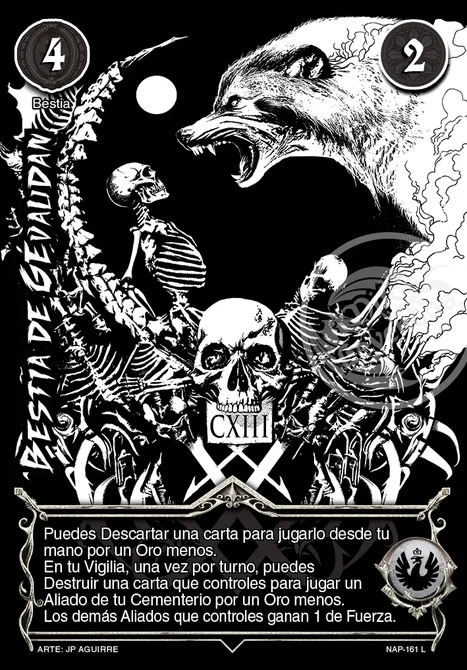 4
2
Bestia
BESTIA DE GEVAUDAN
CXIII
Puedes Descartar una carta para jugarlo desde tu
mano por un Oro menos.
En tu Vigilia, una vez por turno, puedes
Destruir una carta que controles para jugar un
Aliado de tu Cementerio por un Oro menos.
Los demás Aliados que controles ganan 1 de Fuerza.
ARTE: JP AGUIRRE
NAP-161 L